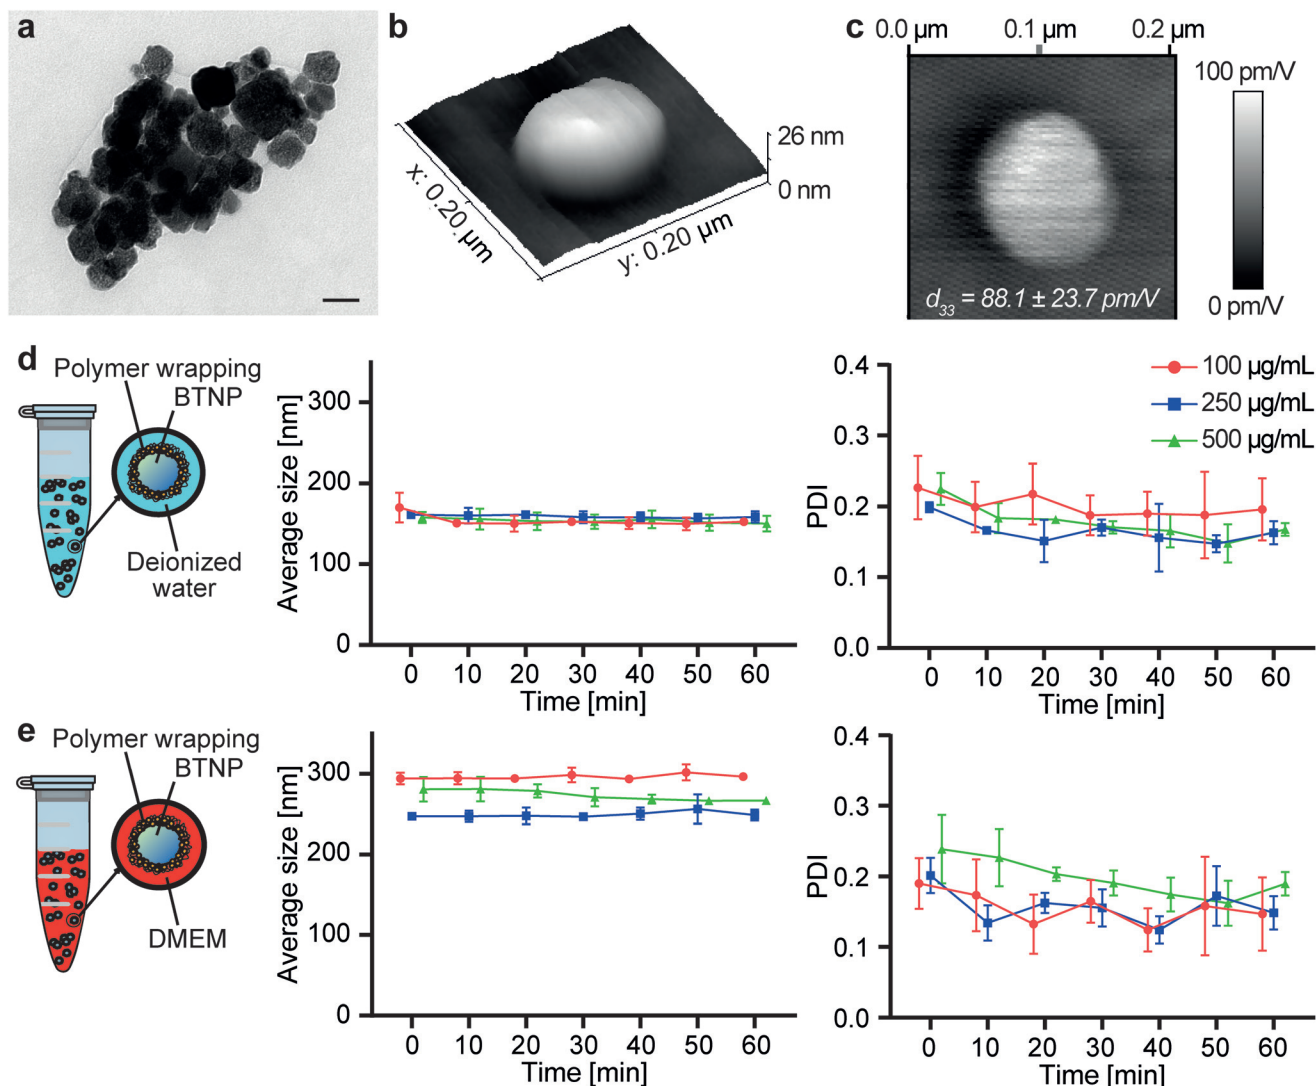 a
b
x: 0.20 µm
y: 0.20 µm
26 nm
0 nm
c
0.0 µm 0.1 µm 0.2 µm
d33 = 88.1 ± 23.7 pm/V
100 pm/V
0 pm/V
d
Polymer wrapping
BTNP
Deionized
water
Average size [nm]
300
200
100
0
0 10 20 30 40 50 60
Time [min]
PDI
0.4
0.3
0.2
0.1
0.0
0 10 20 30 40 50 60
Time [min]
100 µg/mL
250 µg/mL
500 µg/mL
e
Polymer wrapping
BTNP
DMEM
Average size [nm]
300
200
100
0
0 10 20 30 40 50 60
Time [min]
PDI
0.4
0.3
0.2
0.1
0.0
0 10 20 30 40 50 60
Time [min]